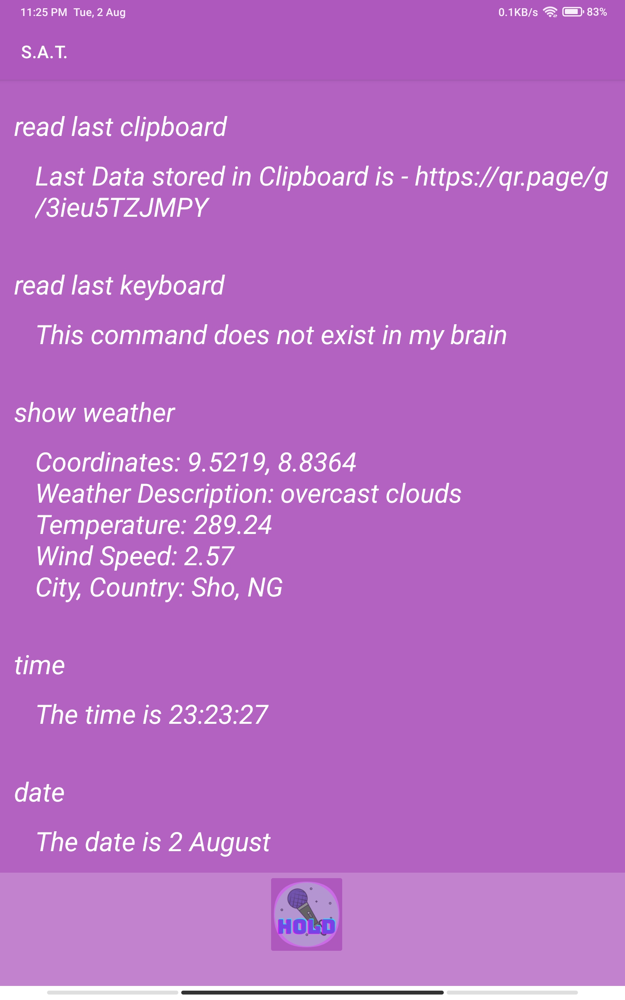 11:25 PM Tue, 2 Aug 0.1KB/s 83%
S.A.T.
read last clipboard
Last Data stored in Clipboard is - https://qr.page/g
/3ieu5TZJMPY
read last keyboard
This command does not exist in my brain
show weather
Coordinates: 9.5219, 8.8364
Weather Description: overcast clouds
Temperature: 289.24
Wind Speed: 2.57
City, Country: Sho, NG
time
The time is 23:23:27
date
The date is 2 August
HOLD